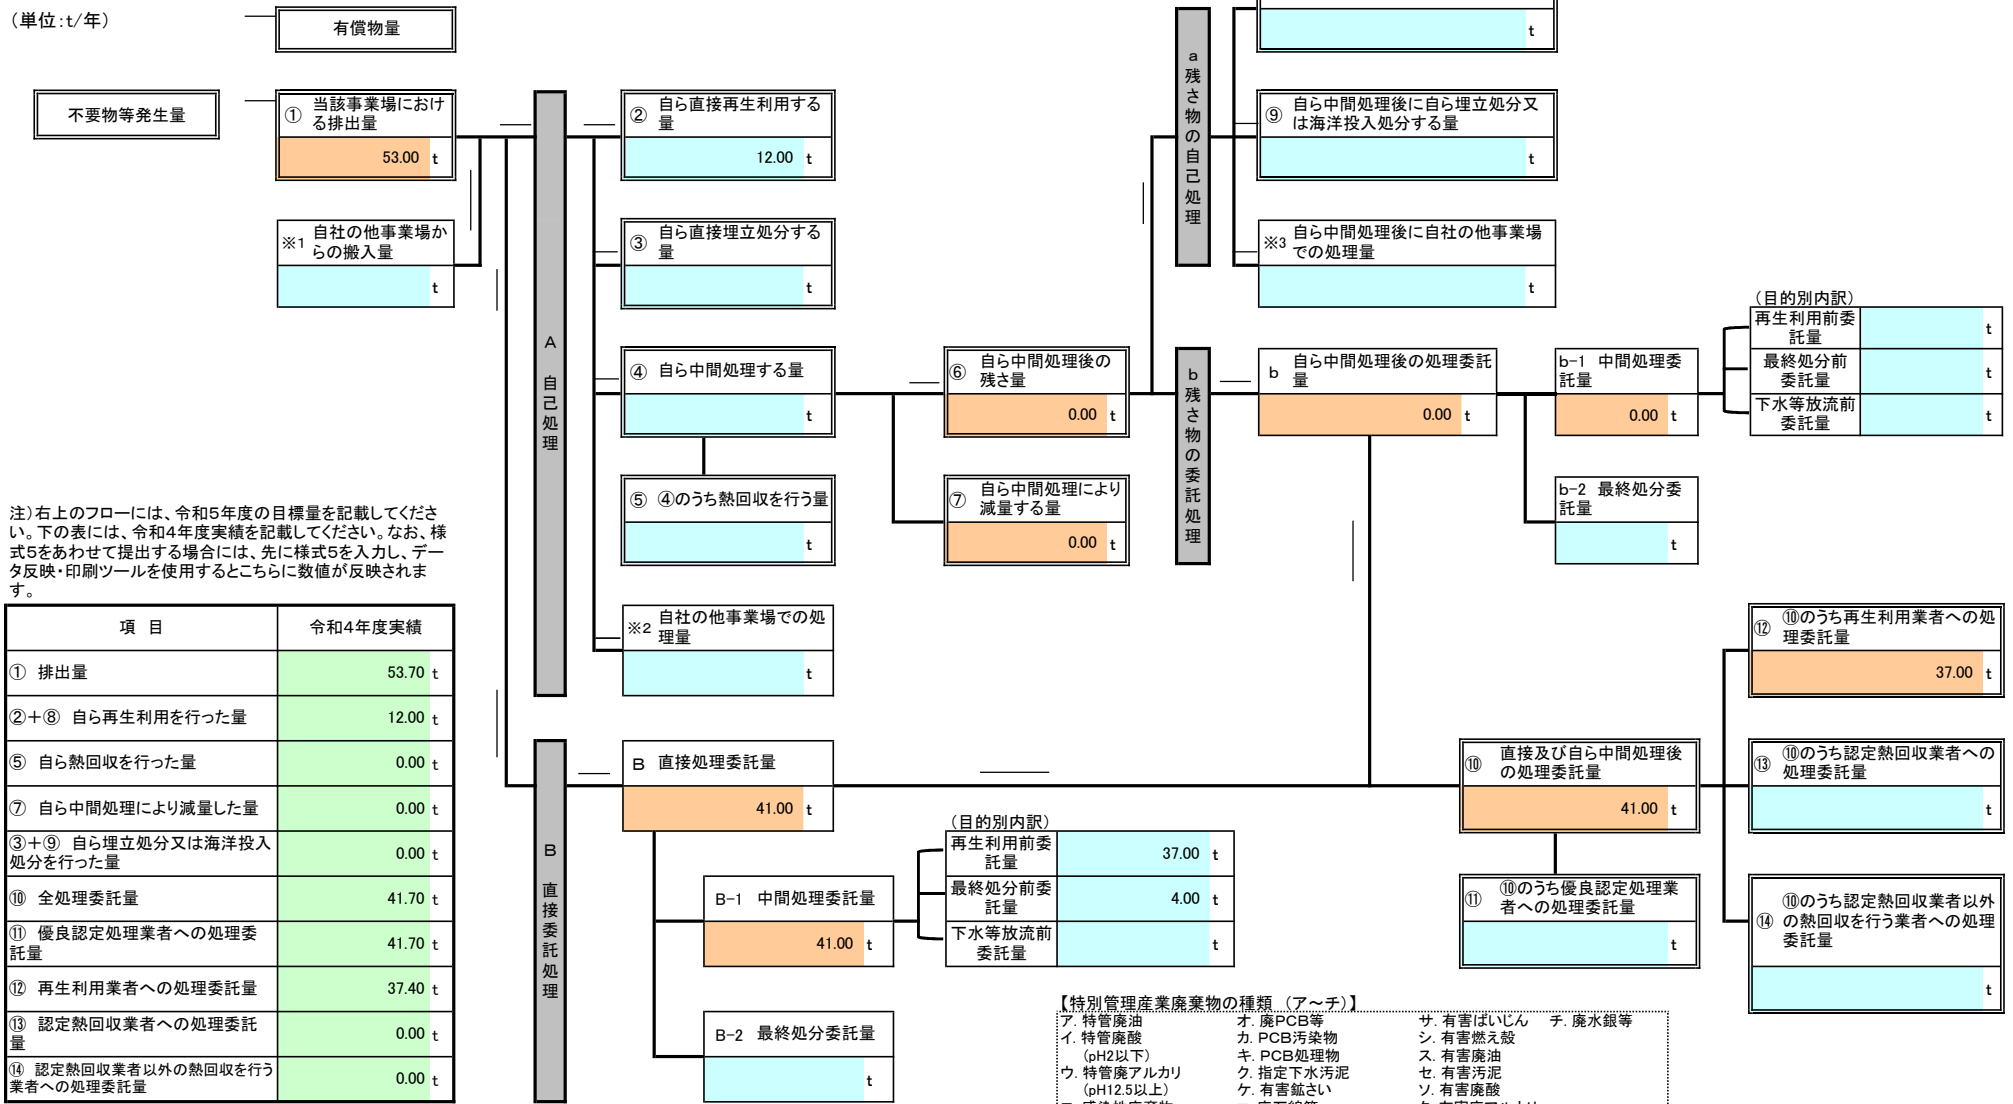 (単位:t/年)
有償物量
t
不要物等発生量
① 当該事業場におけ
る排出量
53.00 t
※1 自社の他事業場か
らの搬入量
t
A 自己処理
② 自ら直接再生利用する
量
12.00 t
③ 自ら直接埋立処分する
量
t
④ 自ら中間処理する量
t
⑤ ④のうち熱回収を行う量
t
※2 自社の他事業場での処
理量
t
⑥ 自ら中間処理後の
残さ量
0.00 t
⑦ 自ら中間処理により
減量する量
0.00 t
a 残さ物の自己処理
⑨ 自ら中間処理後に自ら埋立処分又
は海洋投入処分する量
t
※3 自ら中間処理後に自社の他事業場
での処理量
t
b 残さ物の委託処理
b 自ら中間処理後の処理委託
量
0.00 t
b-1 中間処理委
託量
0.00 t
b-2 最終処分委
託量
t
(目的別内訳)
再生利用前委
託量
t
最終処分前
委託量
t
下水等放流前
委託量
t
注)右上のフローには、令和5年度の目標量を記載してくださ
い。下の表には、令和4年度実績を記載してください。なお、様
式5をあわせて提出する場合には、先に様式5を入力し、デー
タ反映・印刷ツールを使用するとこちらに数値が反映されま
す。
項 目 令和4年度実績
① 排出量 53.70 t
②+⑧ 自ら再生利用を行った量 12.00 t
⑤ 自ら熱回収を行った量 0.00 t
⑦ 自ら中間処理により減量した量 0.00 t
③+⑨ 自ら埋立処分又は海洋投入
処分を行った量 0.00 t
⑩ 全処理委託量 41.70 t
⑪ 優良認定処理業者への処理委
託量 41.70 t
⑫ 再生利用業者への処理委託量 37.40 t
⑬ 認定熱回収業者への処理委託
量 0.00 t
⑭ 認定熱回収業者以外の熱回収を行う
業者への処理委託量 0.00 t
B 直接委託処理
B 直接処理委託量
41.00 t
B-1 中間処理委託量
41.00 t
B-2 最終処分委託量
t
(目的別内訳)
再生利用前委
託量
37.00 t
最終処分前委
託量
4.00 t
下水等放流前
委託量
t
⑩ 直接及び自ら中間処理後
の処理委託量
41.00 t
⑪ ⑩のうち優良認定処理業
者への処理委託量
t
⑫ ⑩のうち再生利用業者への処
理委託量
37.00 t
⑬ ⑩のうち認定熱回収業者への
処理委託量
t
⑭ ⑩のうち認定熱回収業者以外
の熱回収を行う業者への処理
委託量
t
【特別管理産業廃棄物の種類 (ア~チ)】
ア. 特管廃油 オ. 廃PCB等 サ. 有害ばいじん チ. 廃水銀等
イ. 特管廃酸 カ. PCB汚染物 シ. 有害燃え殻
(pH2以下) キ. PCB処理物 ス. 有害廃油
ウ. 特管廃アルカリ ク. 指定下水汚泥 セ. 有害汚泥
(pH12.5以上) ケ. 有害鉱さい ソ. 有害廃酸